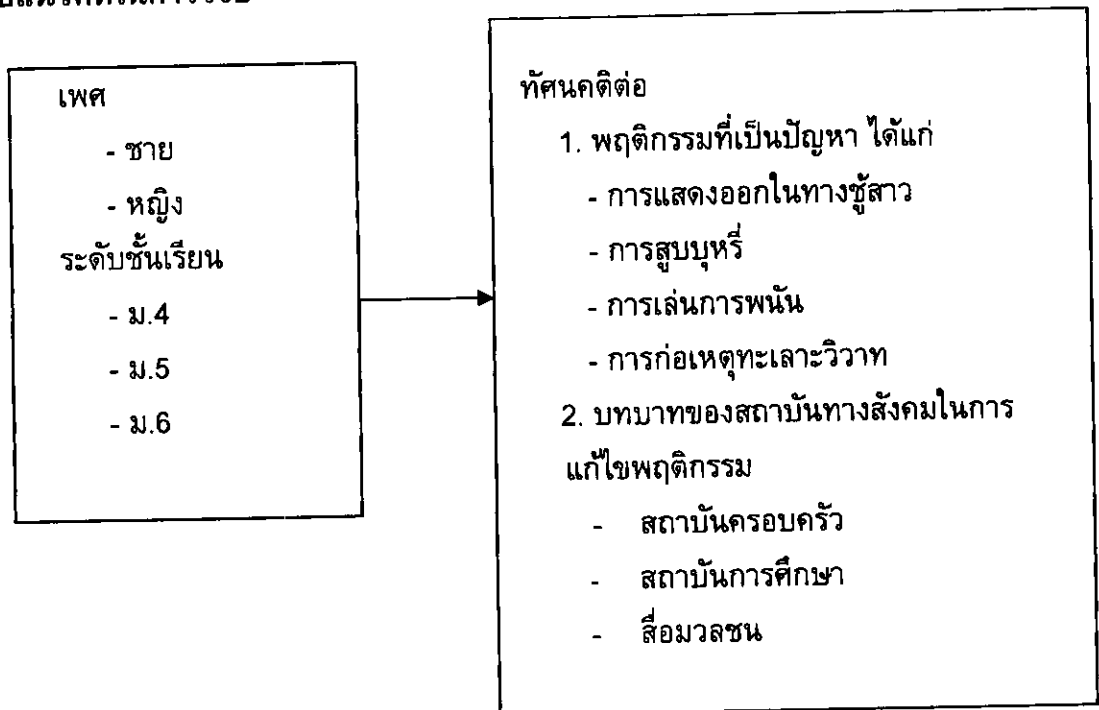 เพศ
- ชาย
- หญิง
ระดับชั้นเรียน
- ม.4
- ม.5
- ม.6
ทัศนคติต่อ
1. พฤติกรรมที่เป็นปัญหา ได้แก่
- การแสดงออกในทางชู้สาว
- การสูบบุหรี่
- การเล่นการพนัน
- การก่อเหตุทะเลาะวิวาท
2. บทบาทของสถาบันทางสังคมในการ
แก้ไขพฤติกรรม
- สถาบันครอบครัว
- สถาบันการศึกษา
- สื่อมวลชน